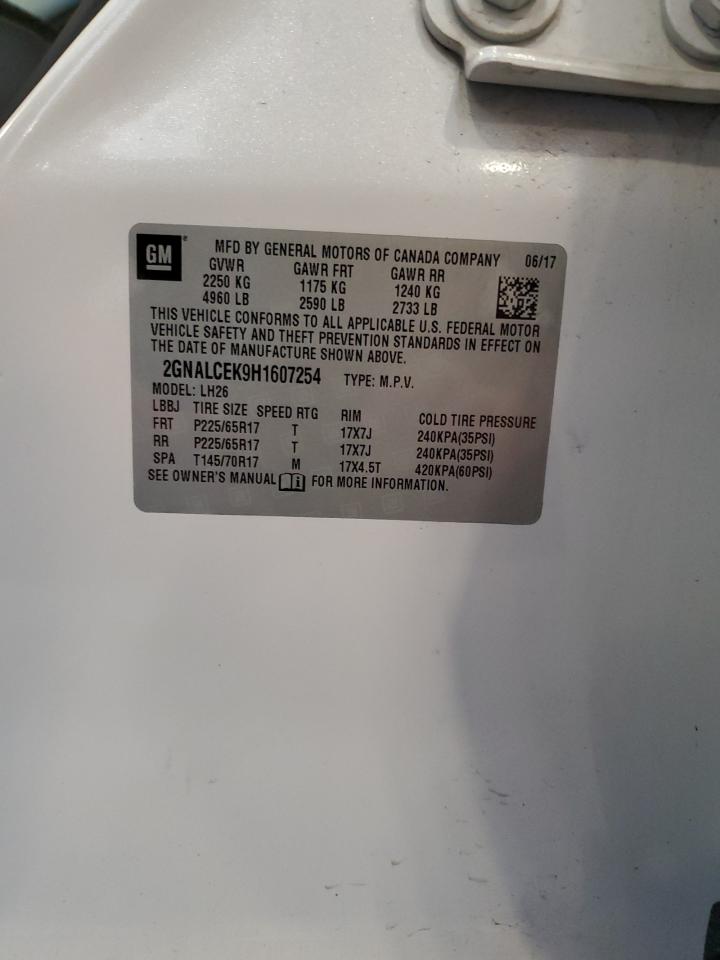 GM ® MFD BY GENERAL MOTORS OF CANADA COMPANY 06/17
GVWR GAWR FRT GAWR RR
2250 KG 1175 KG 1240 KG
4960 LB 2590 LB 2733 LB
THIS VEHICLE CONFORMS TO ALL APPLICABLE U.S. FEDERAL MOTOR
VEHICLE SAFETY AND THEFT PREVENTION STANDARDS IN EFFECT ON
THE DATE OF MANUFACTURE SHOWN ABOVE.
2GNALCEK9H1607254 TYPE: M.P.V.
MODEL: LH26
LBBJ TIRE SIZE SPEED RTG RIM COLD TIRE PRESSURE
FRT P225/65R17 T 17X7J 240KPA(35PSI)
RR P225/65R17 T 17X7J 240KPA(35PSI)
SPA T145/70R17 M 17X4.5T 420KPA(60PSI)
SEE OWNER'S MANUAL FOR MORE INFORMATION.